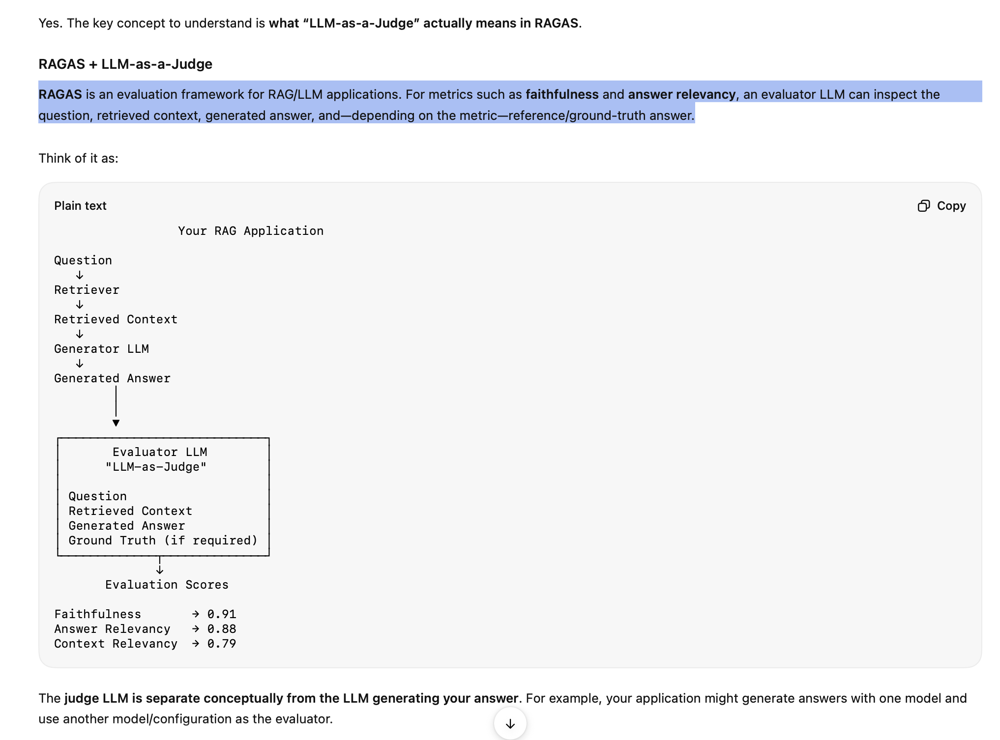 Yes. The key concept to understand is what “LLM-as-a-Judge” actually means in RAGAS.
RAGAS + LLM-as-a-Judge
RAGAS is an evaluation framework for RAG/LLM applications. For metrics such as faithfulness and answer relevancy, an evaluator LLM can inspect the
question, retrieved context, generated answer, and—depending on the metric—reference/ground-truth answer.
Think of it as:
Plain text
Copy
Your RAG Application
Question
↓
Retriever
↓
Retrieved Context
↓
Generator LLM
↓
Generated Answer
│
▼
Evaluator LLM
"LLM-as-Judge"
Question
Retrieved Context
Generated Answer
Ground Truth (if required)
↓
Evaluation Scores
Faithfulness → 0.91
Answer Relevancy → 0.88
Context Relevancy → 0.79
The judge LLM is separate conceptually from the LLM generating your answer. For example, your application might generate answers with one model and
use another model/configuration as the evaluator.